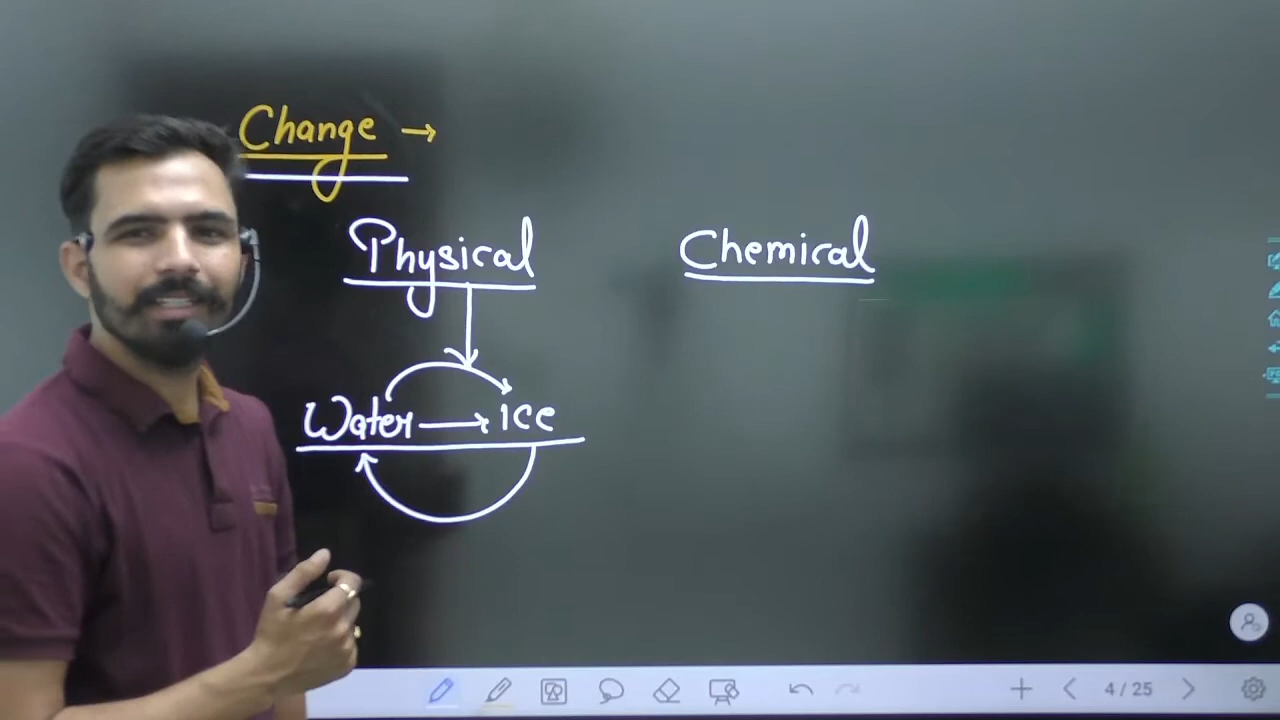 Change →
Physical Chemical
Water → ice
4 / 25